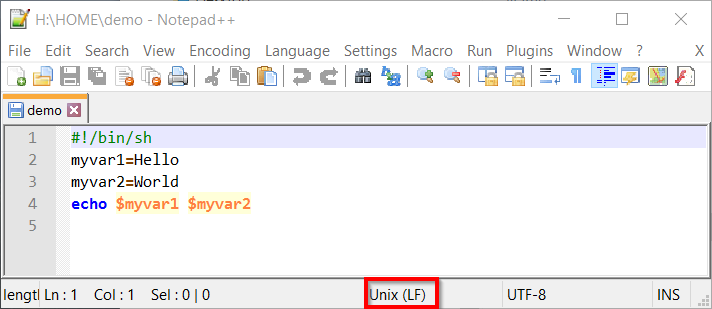 H:\HOME\demo - Notepad++
File Edit Search View Encoding Language Settings Macro Run Plugins Window ? X
demo
1 #!/bin/sh
2 myvar1=Hello
3 myvar2=World
4 echo $myvar1 $myvar2
5
Ln : 1 Col : 1 Sel : 0 | 0 Unix (LF) UTF-8 INS